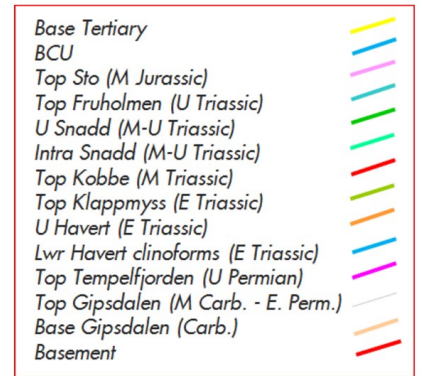 Base Tertiary
BCU
Top Sto (M Jurassic)
Top Fruholmen (U Triassic)
U Snadd (M-U Triassic)
Intra Snadd (M-U Triassic)
Top Kobbe (M Triassic)
Top Klappmyss (E Triassic)
U Havert (E Triassic)
Lwr Havert clinoforms (E Triassic)
Top Tempelfjorden (U Permian)
Top Gipsdalen (M Carb. - E. Perm.)
Base Gipsdalen (Carb.)
Basement